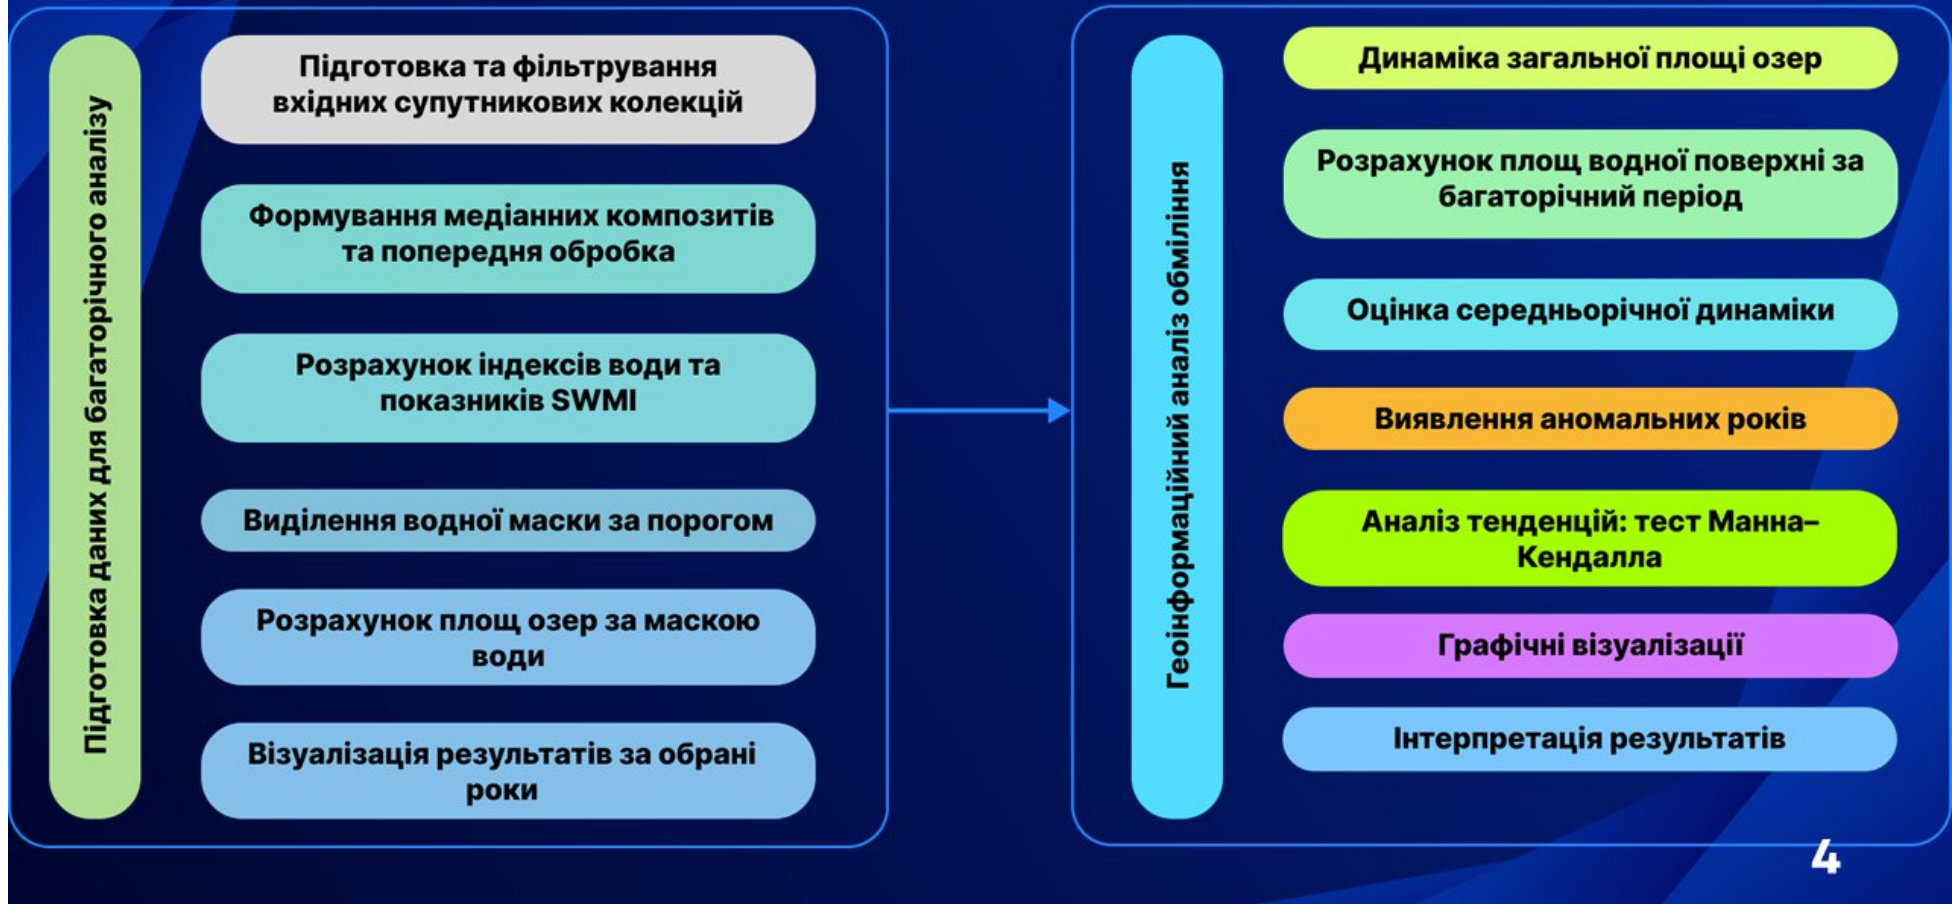 Підготовка даних для багаторічного аналізу
Підготовка та фільтрування
вхідних супутникових колекцій
Формування медіанних композитів
та попередня обробка
Розрахунок індексів води та
показників SWMI
Виділення водної маски за порогом
Розрахунок площ озер за маскою
води
Візуалізація результатів за обрані
роки
Геоінформаційний аналіз обміління
Динаміка загальної площі озер
Розрахунок площ водної поверхні за
багаторічний період
Оцінка середньорічної динаміки
Виявлення аномальних років
Аналіз тенденцій: тест Манна–
Кендалла
Графічні візуалізації
Інтерпретація результатів
4